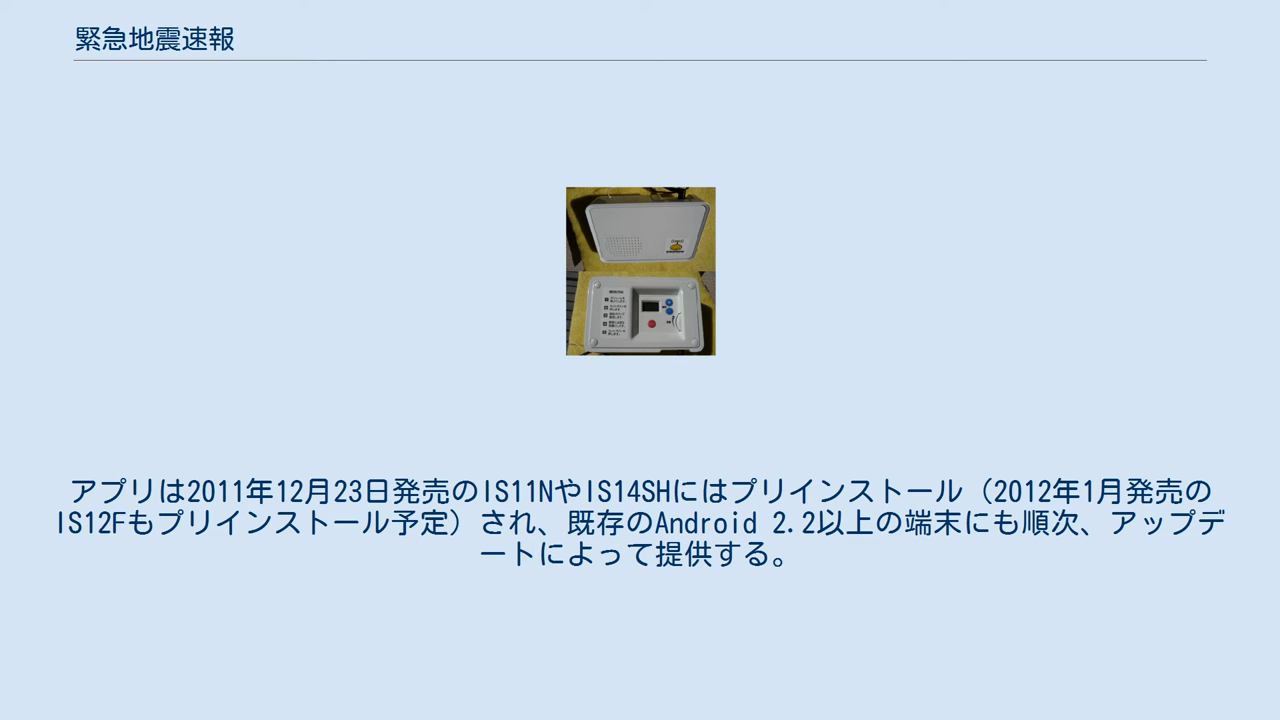 緊急地震速報
アプリは2011年12月23日発売のIS11NやIS14SHにはプリインストール（2012年1月発売の
IS12Fもプリインストール予定）され、既存のAndroid 2.2以上の端末にも順次、アップデ
ートによって提供する。